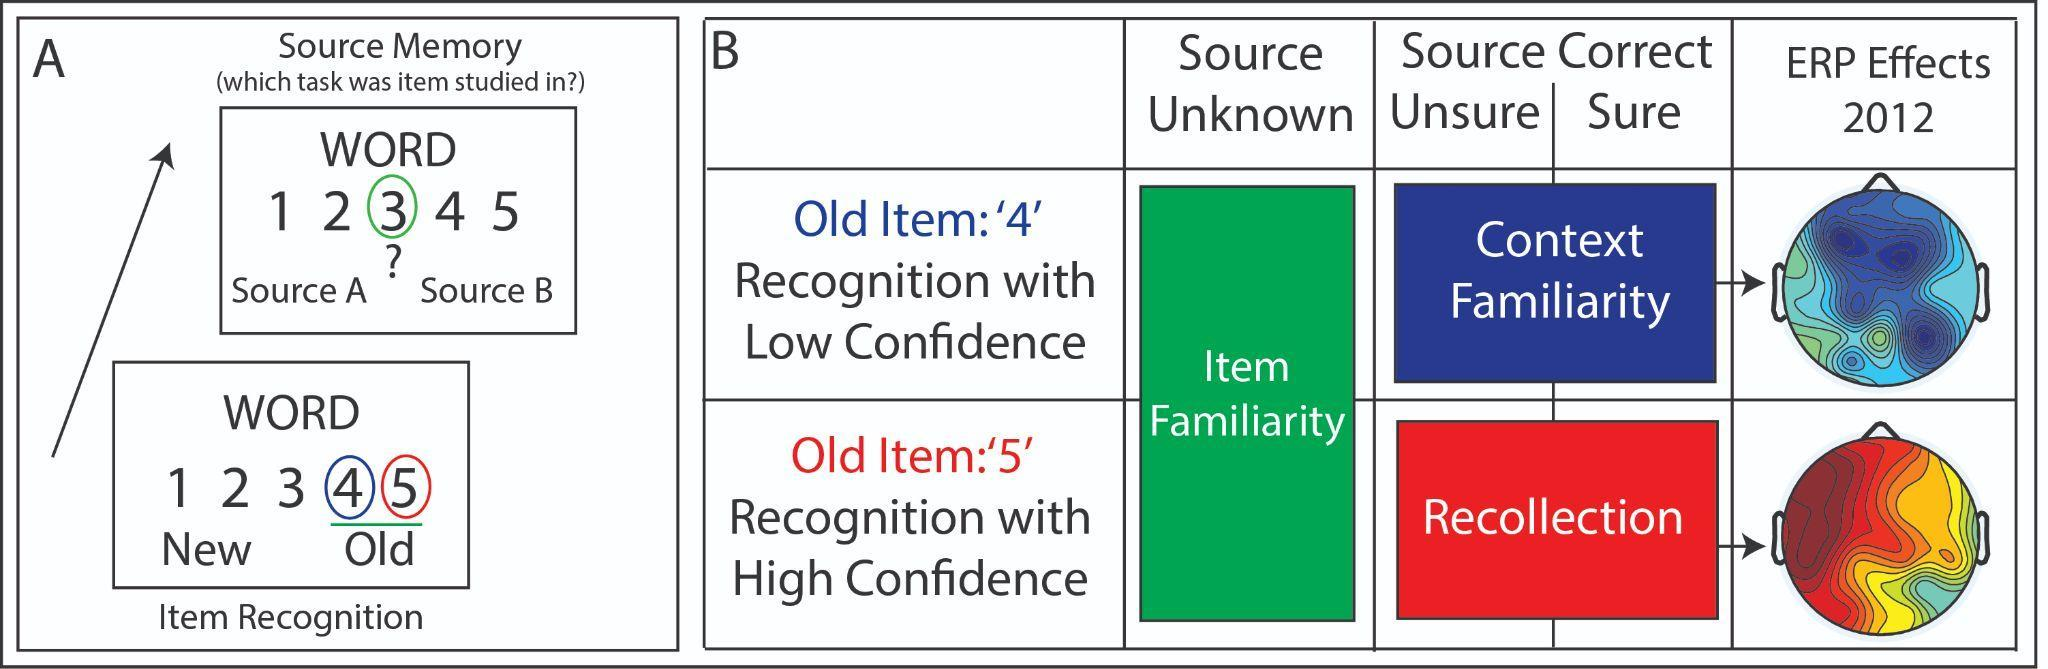 A
Source Memory
(which task was item studied in?)
WORD
1 2 3 4 5
?
Source A Source B
WORD
1 2 3 4 5
New Old
Item Recognition
B
Source
Unknown
Source Correct
Unsure Sure
ERP Effects
2012
Old Item: ‘4’
Recognition with
Low Confidence
Item
Familiarity
Context
Familiarity
Old Item:‘5’
Recognition with
High Confidence
Recollection